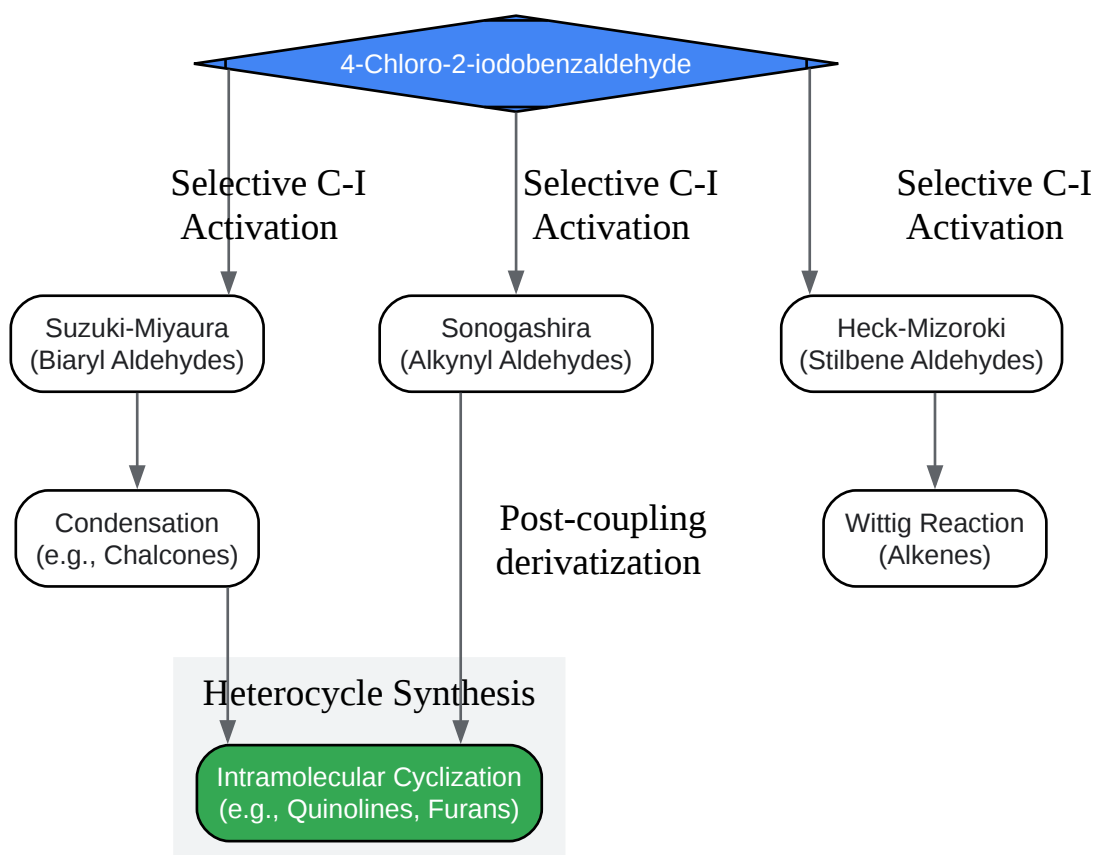 4-Chloro-2-iodobenzaldehyde
Selective C-I
Activation
Selective C-I
Activation
Selective C-I
Activation
Suzuki-Miyaura
(Biaryl Aldehydes)
Sonogashira
(Alkynyl Aldehydes)
Heck-Mizoroki
(Stilbene Aldehydes)
Condensation
(e.g., Chalcones)
Post-coupling
derivatization
Wittig Reaction
(Alkenes)
Heterocycle Synthesis
Intramolecular Cyclization
(e.g., Quinolines, Furans)